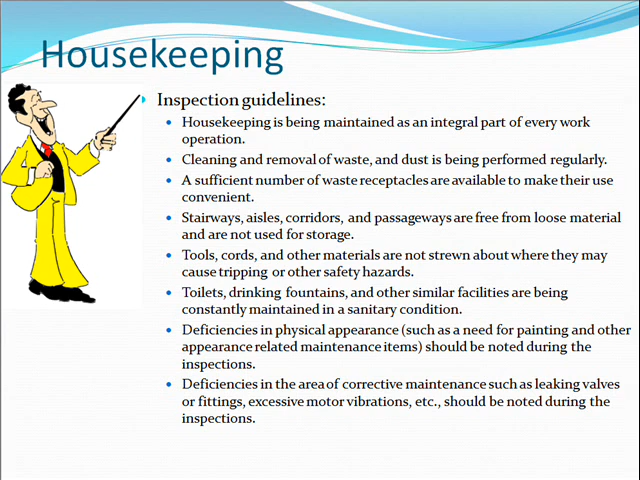 Housekeeping
Inspection guidelines:
• Housekeeping is being maintained as an integral part of every work
operation.
• Cleaning and removal of waste, and dust is being performed regularly.
• A sufficient number of waste receptacles are available to make their use
convenient.
• Stairways, aisles, corridors, and passageways are free from loose material
and are not used for storage.
• Tools, cords, and other materials are not strewn about where they may
cause tripping or other safety hazards.
• Toilets, drinking fountains, and other similar facilities are being
constantly maintained in a sanitary condition.
• Deficiencies in physical appearance (such as a need for painting and other
appearance related maintenance items) should be noted during the
inspections.
• Deficiencies in the area of corrective maintenance such as leaking valves
or fittings, excessive motor vibrations, etc., should be noted during the
inspections.